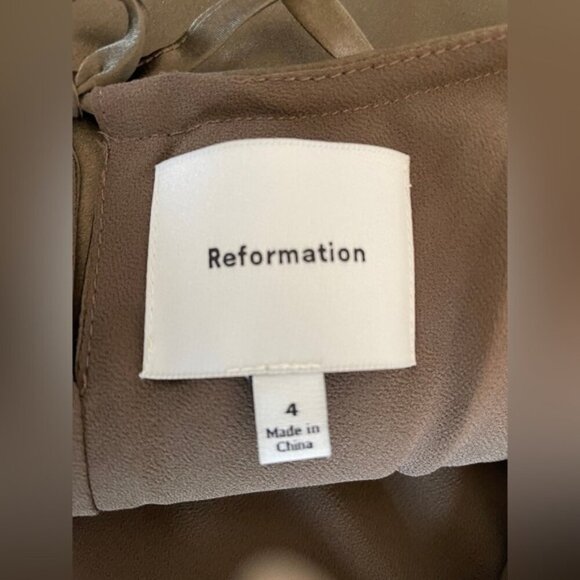 Reformation
4
Made in
China